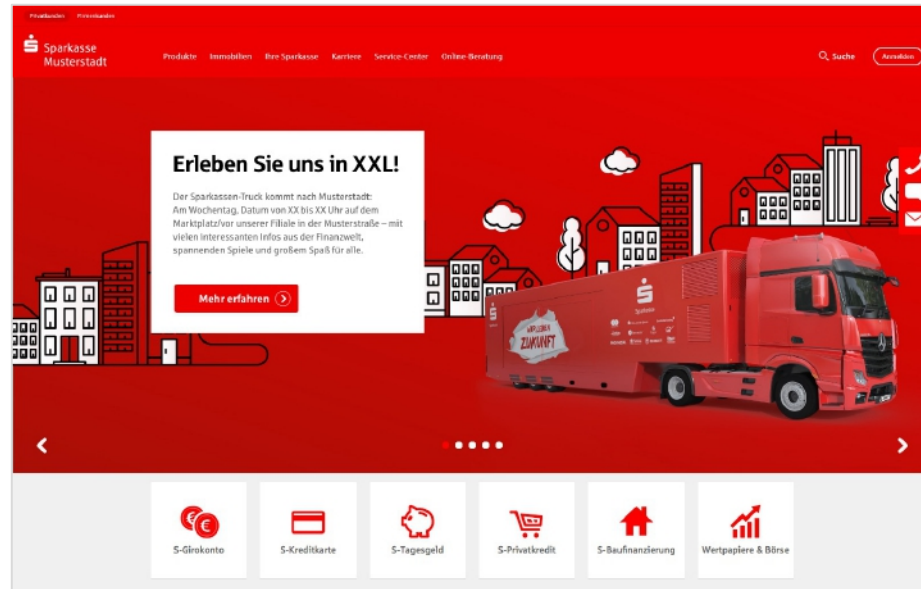 Privatkunden Firmenkunden
Sparkasse
Musterstadt
Produkte Immobilien Ihre Sparkasse Karriere Service-Center Online-Beratung
Suche
Anmelden
Erleben Sie uns in XXL!
Der Sparkassen-Truck kommt nach Musterstadt:
Am Wochentag, Datum von XX bis XX Uhr auf dem
Marktplatz/vor unserer Filiale in der Musterstraße – mit
vielen interessanten Infos aus der Finanzwelt,
spannenden Spiele und großem Spaß für alle.
Mehr erfahren
Sparkasse
WIR LEBEN
ZUKUNFT
S-Girokonto
S-Kreditkarte
S-Tagesgeld
S-Privatkredit
S-Baufinanzierung
Wertpapiere & Börse